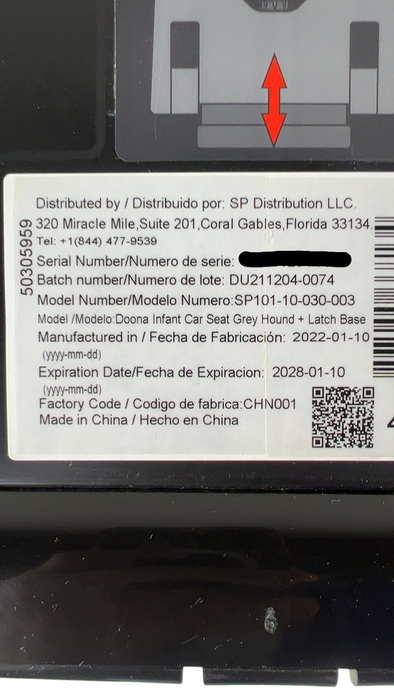 Distributed by / Distribuido por: SP Distribution LLC.
320 Miracle Mile,Suite 201,Coral Gables,Florida 33134.
Tel: +1(844) 477-9539
Serial Number/Numero de serie:
Batch number/Numero de lote: DU211204-0074
Model Number/Modelo Numero:SP101-10-030-003
Model /Modelo:Doona Infant Car Seat Grey Hound + Latch Base
Manufactured in / Fecha de Fabricación: 2022-01-10
(yyyy-mm-dd)
Expiration Date/Fecha de Expiracion: 2028-01-10
(yyyy-mm-dd)
Factory Code / Codigo de fabrica:CHN001
Made in China / Hecho en China
50305959
4